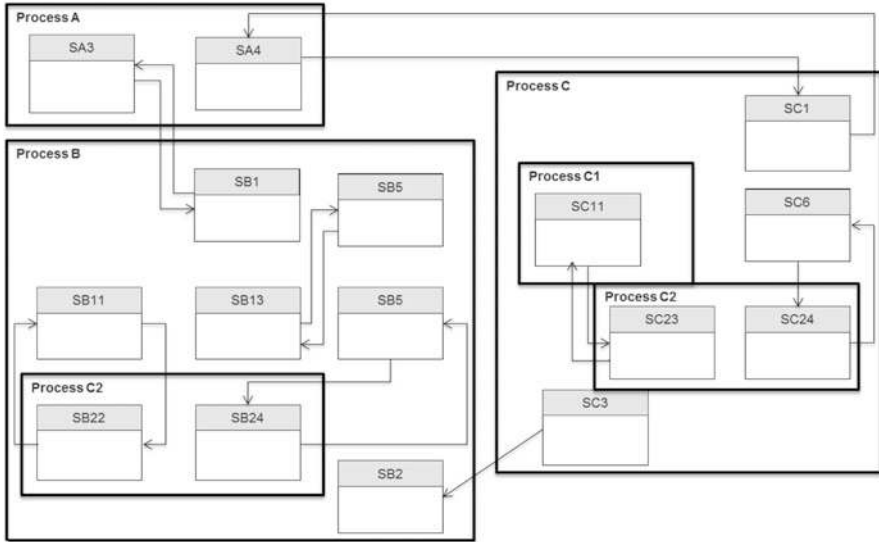 Process A
SA3
SA4
Process C
SC1
Process B
SB1
SB5
Process C1
SC11
SC6
SB11
SB13
SB5
Process C2
SC23
SC24
Process C2
SB22
SB24
SC3
SB2